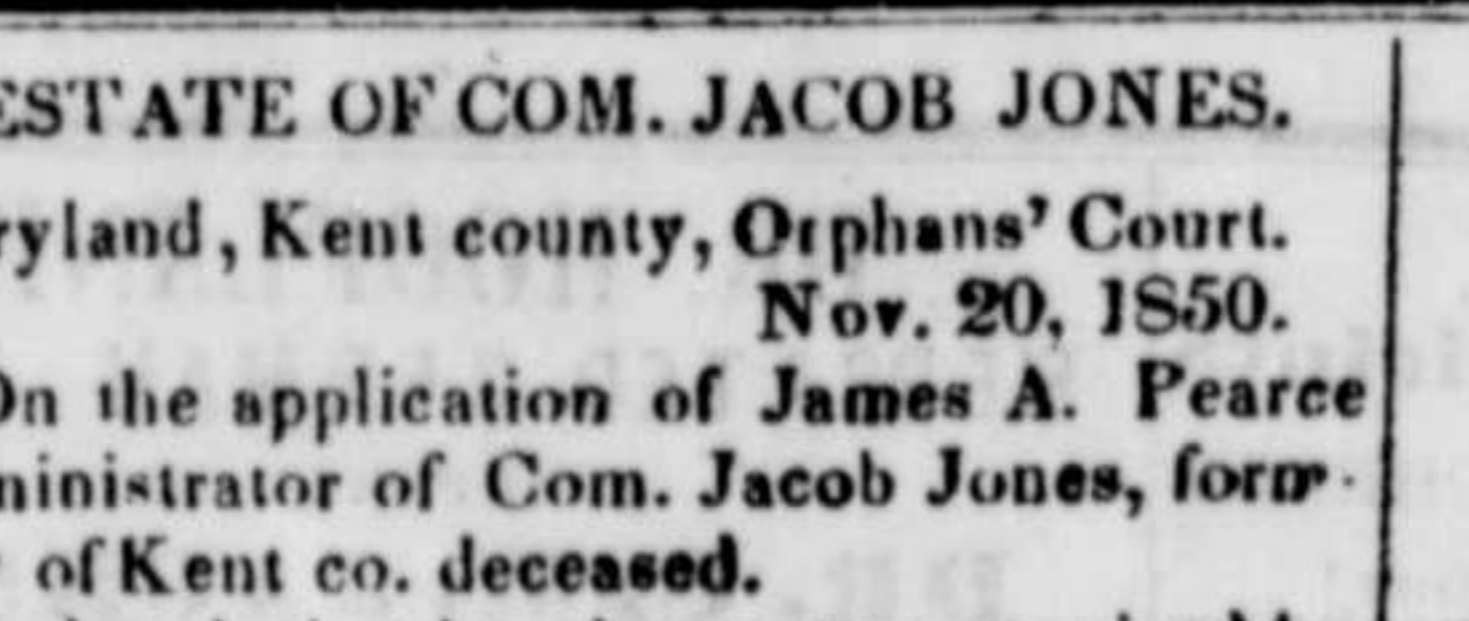 ESTATE OF COM. JACOB JONES.
ryland, Kent county, Orphans' Court.
Nov. 20, 1850.
On the application of James A. Pearce
ministrator of Com. Jacob Jones, form-
of Kent co. deceased.